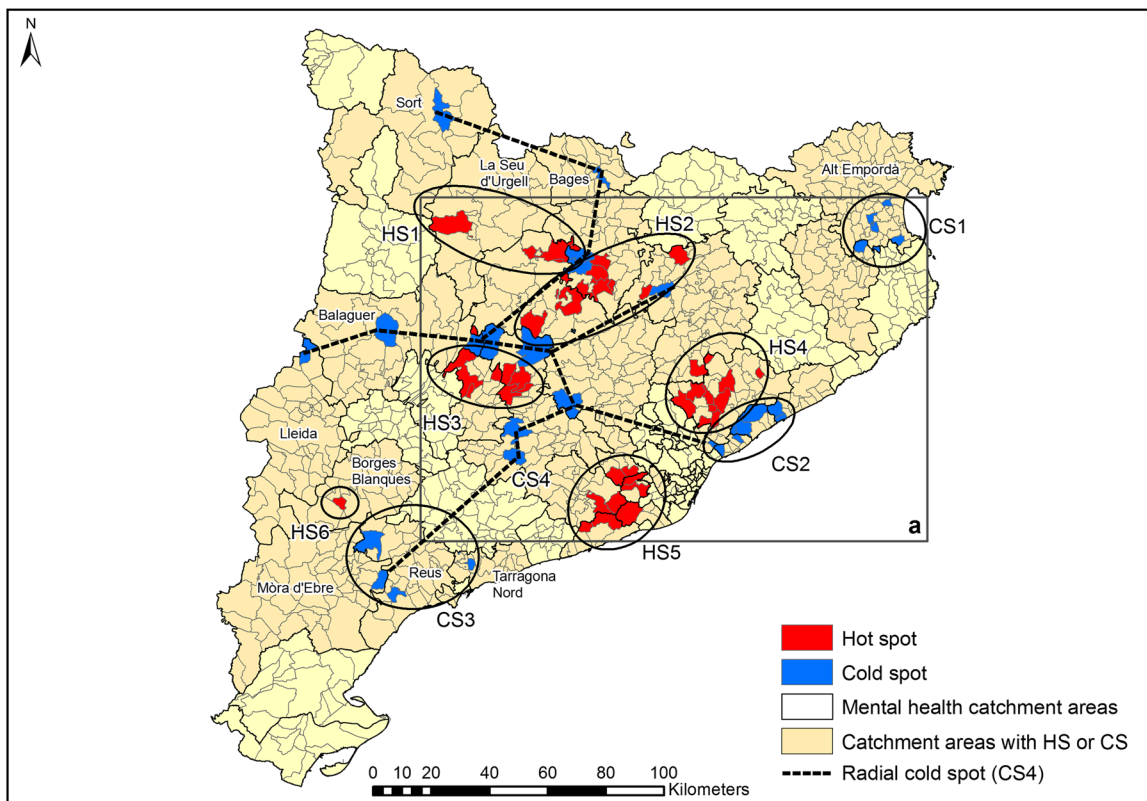 N
Sort
La Seu
d'Urgell
Bages
Alt Empordà
HS1
HS2
CS1
Balaguer
HS4
HS3
Lleida
CS2
CS4
Borges
Blanques
HS6
HS5
a
Reus
Tarragona
Nord
Mòra d'Ebre
CS3
Hot spot
Cold spot
Mental health catchment areas
Catchment areas with HS or CS
Radial cold spot (CS4)
0 20 40 60 80 100
Kilometers